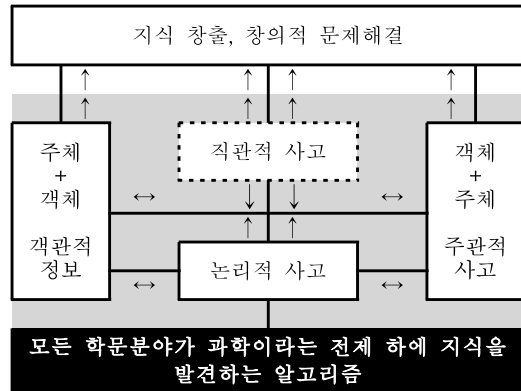 지식 창출, 창의적 문제해결
↑ ↑ ↑ ↑
↑ ↑ ↑ ↑
주체
+
객체
객관적
정보
직관적 사고
객체
+
주체
주관적
사고
↔ ↓ ↓ ↔
↑ ↑
논리적 사고
↔ ↔
모든 학문분야가 과학이라는 전제 하에 지식을
발견하는 알고리즘